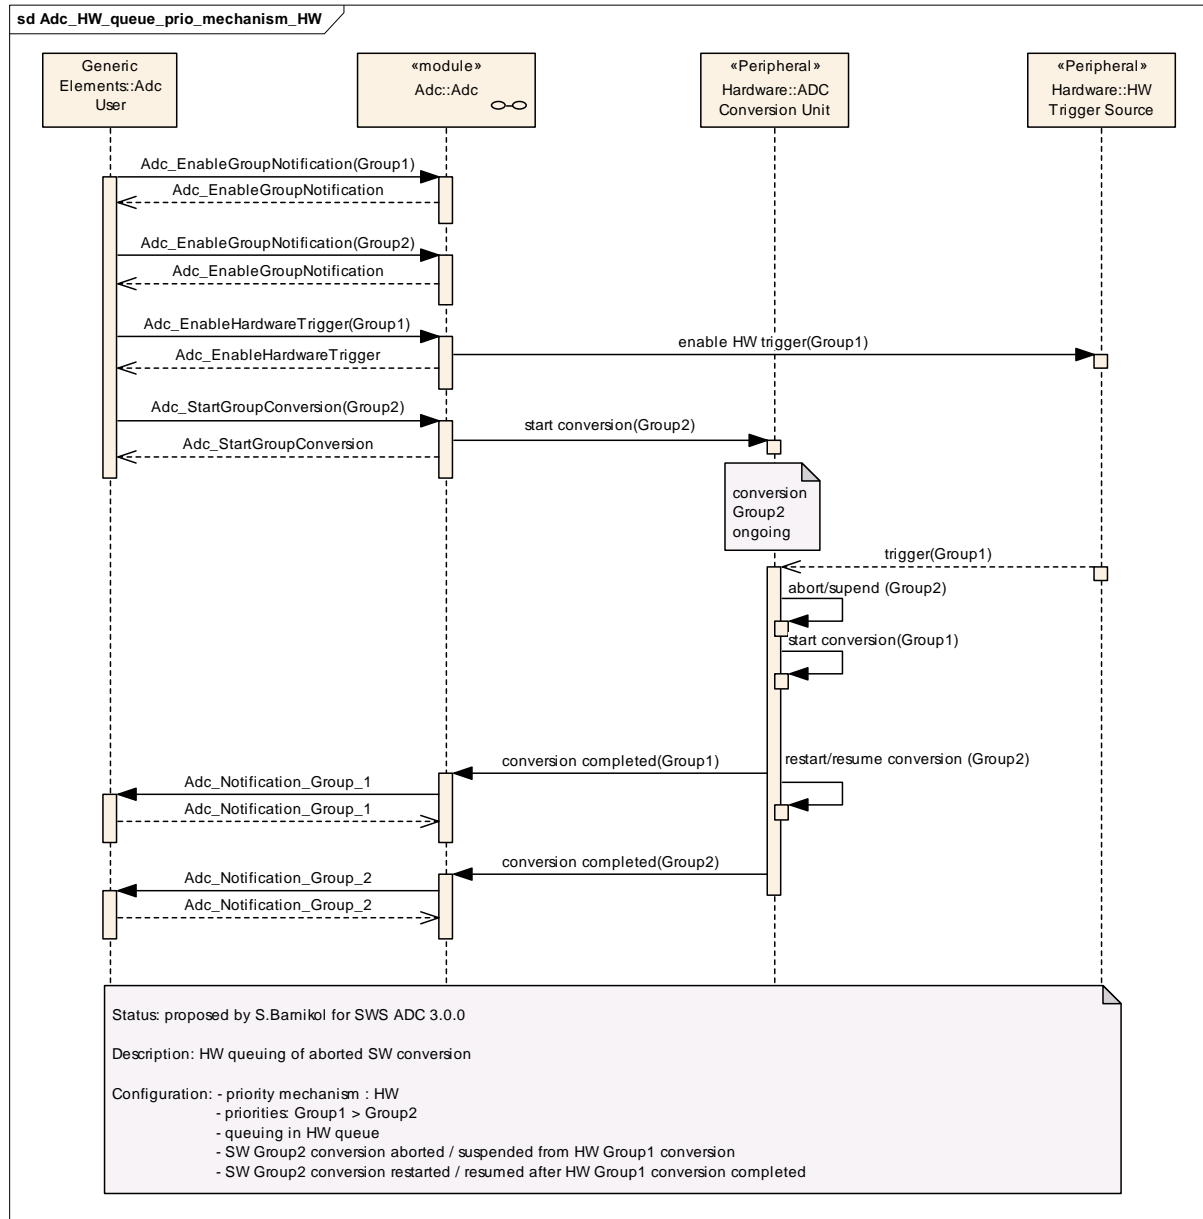 sd Adc_HW_queue_prio_mechanism_HW
Generic
Elements::Adc
User
«module»
Adc::Adc
«Peripheral»
Hardware::ADC
Conversion Unit
«Peripheral»
Hardware::HW
Trigger Source
Adc_EnableGroupNotification(Group1)
Adc_EnableGroupNotification
Adc_EnableGroupNotification(Group2)
Adc_EnableGroupNotification
Adc_EnableHardwareTrigger(Group1)
enable HW trigger(Group1)
Adc_EnableHardwareTrigger
Adc_StartGroupConversion(Group2)
start conversion(Group2)
Adc_StartGroupConversion
conversion
Group2
ongoing
trigger(Group1)
abort/supend (Group2)
start conversion(Group1)
restart/resume conversion (Group2)
conversion completed(Group1)
Adc_Notification_Group_1
Adc_Notification_Group_1
conversion completed(Group2)
Adc_Notification_Group_2
Adc_Notification_Group_2
Status: proposed by S.Barnikol for SWS ADC 3.0.0
Description: HW queuing of aborted SW conversion
Configuration: - priority mechanism : HW
- priorities: Group1 > Group2
- queuing in HW queue
- SW Group2 conversion aborted / suspended from HW Group1 conversion
- SW Group2 conversion restarted / resumed after HW Group1 conversion completed